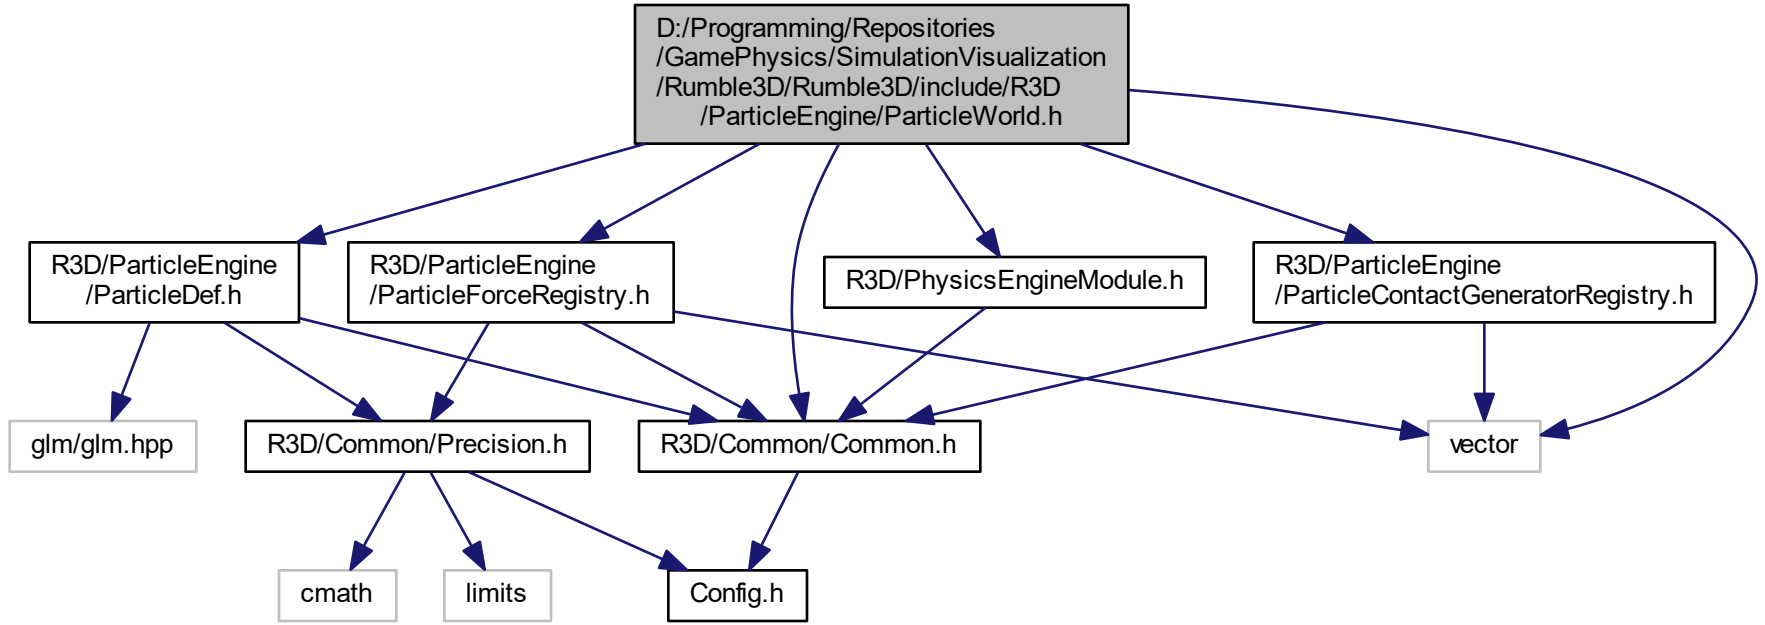 D:/Programming/Repositories
/GamePhysics/SimulationVisualization
/Rumble3D/Rumble3D/include/R3D
/ParticleEngine/ParticleWorld.h
R3D/ParticleEngine
/ParticleDef.h
R3D/ParticleEngine
/ParticleForceRegistry.h
R3D/PhysicsEngineModule.h
R3D/ParticleEngine
/ParticleContactGeneratorRegistry.h
glm/glm.hpp
R3D/Common/Precision.h
R3D/Common/Common.h
vector
cmath
limits
Config.h